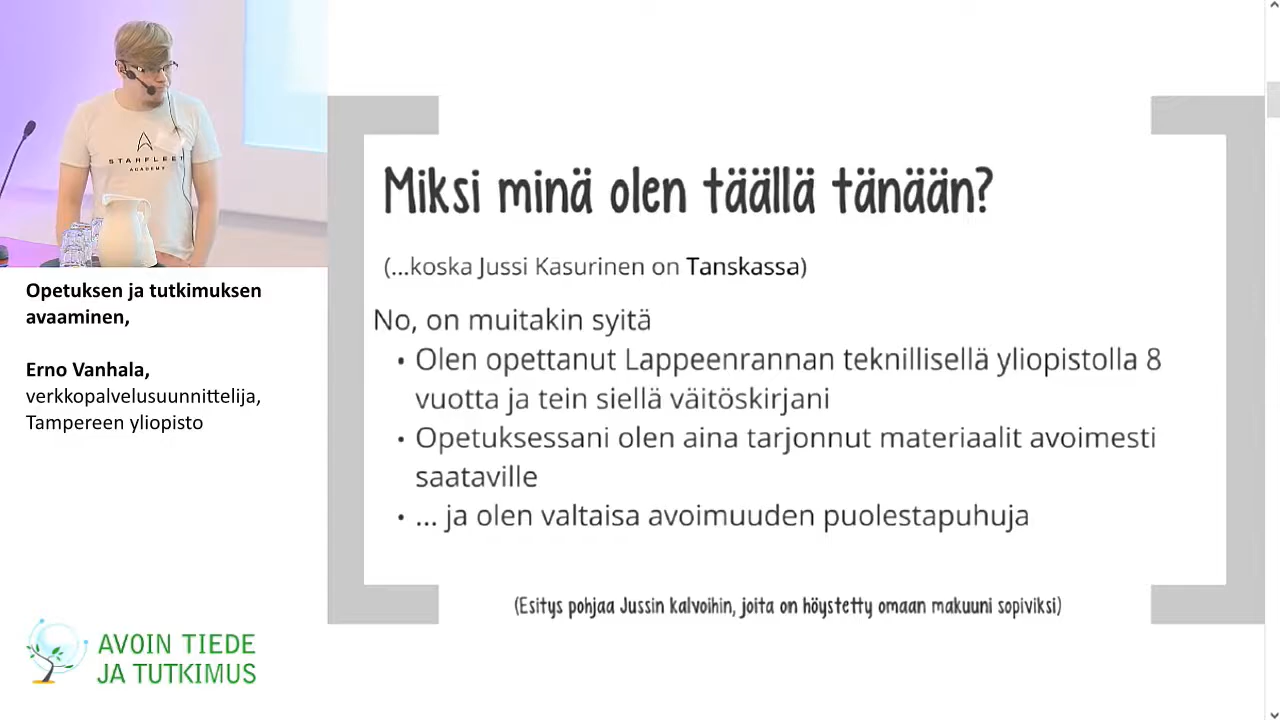 STARFLEET
ACADEMY
Opetuksen ja tutkimuksen
avaaminen,
Erno Vanhala,
verkkopalvelusuunnittelija,
Tampereen yliopisto
AVOIN TIEDE
JA TUTKIMUS
Miksi minä olen täällä tänään?
(...koska Jussi Kasurinen on Tanskassa)
No, on muitakin syitä
• Olen opettanut Lappeenrannan teknillisellä yliopistolla 8
vuotta ja tein siellä väitöskirjani
• Opetuksessani olen aina tarjonnut materiaalit avoimesti
saataville
• ... ja olen valtaisa avoimuuden puolestapuhuja
(Esitys pohjaa Jussin kalvoihin, joita on höystetty omaan makuuni sopiviksi)